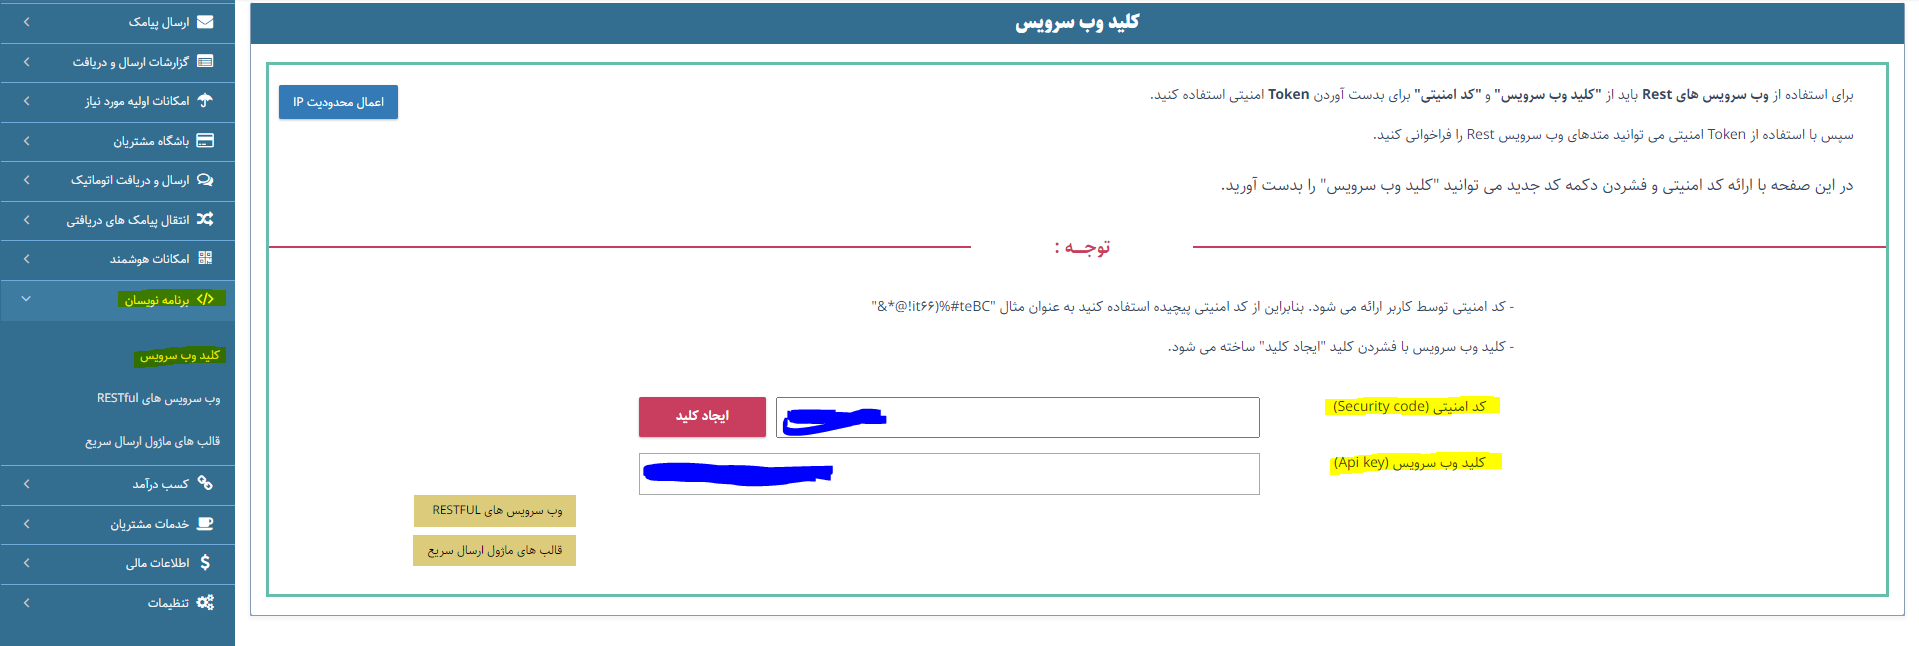 کلید وب سرویس
برای استفاده از وب سرویس های Rest باید از "کلید وب سرویس" و "کد امنیتی" برای بدست آوردن Token امنیتی استفاده کنید.
اعمال محدودیت IP
سپس با استفاده از Token امنیتی می توانید متدهای وب سرویس Rest را فراخوانی کنید.
در این صفحه با ارائه کد امنیتی و فشردن دکمه کد جدید می توانید "کلید وب سرویس" را بدست آورید.
توجــه :
- کد امنیتی توسط کاربر ارائه می شود. بنابراین از کد امنیتی پیچیده استفاده کنید به عنوان مثال "it۶۶)%#teBC!@*&"
- کلید وب سرویس با فشردن کلید "ایجاد کلید" ساخته می شود.
کد امنیتی (Security code)
ایجاد کلید
کلید وب سرویس (Api key)
وب سرویس های RESTFUL
قالب های ماژول ارسال سریع
ارسال پیامک
گزارشات ارسال و دریافت
امکانات اولیه مورد نیاز
باشگاه مشتریان
ارسال و دریافت اتوماتیک
انتقال پیامک های دریافتی
امکانات هوشمند
برنامه نویسان
کلید وب سرویس
وب سرویس های RESTful
قالب های ماژول ارسال سریع
کسب درآمد
خدمات مشتریان
اطلاعات مالی
تنظیمات